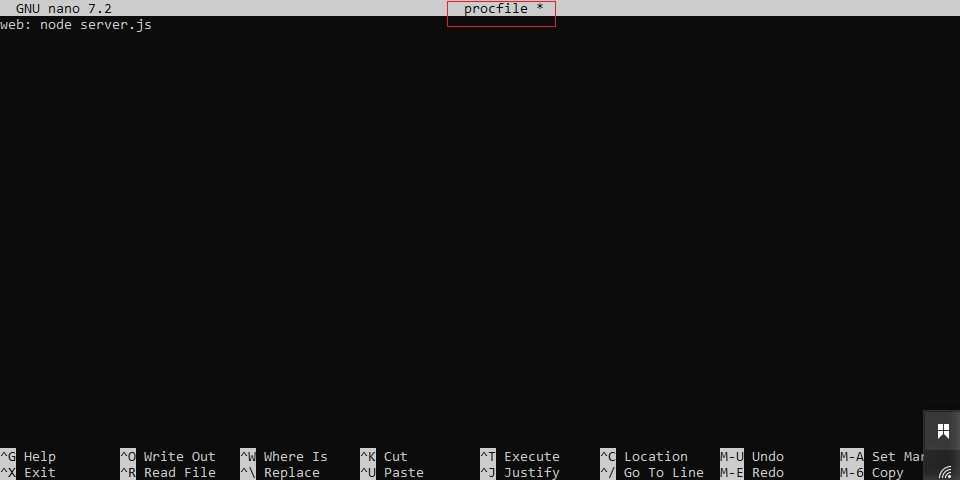 GNU nano 7.2 procfile *
web: node server.js
^G Help ^O Write Out ^W Where Is ^K Cut ^T Execute ^C Location M-U Undo M-A Set Mar
^X Exit ^R Read File ^\ Replace ^U Paste ^J Justify ^/ Go To Line M-E Redo M-6 Copy